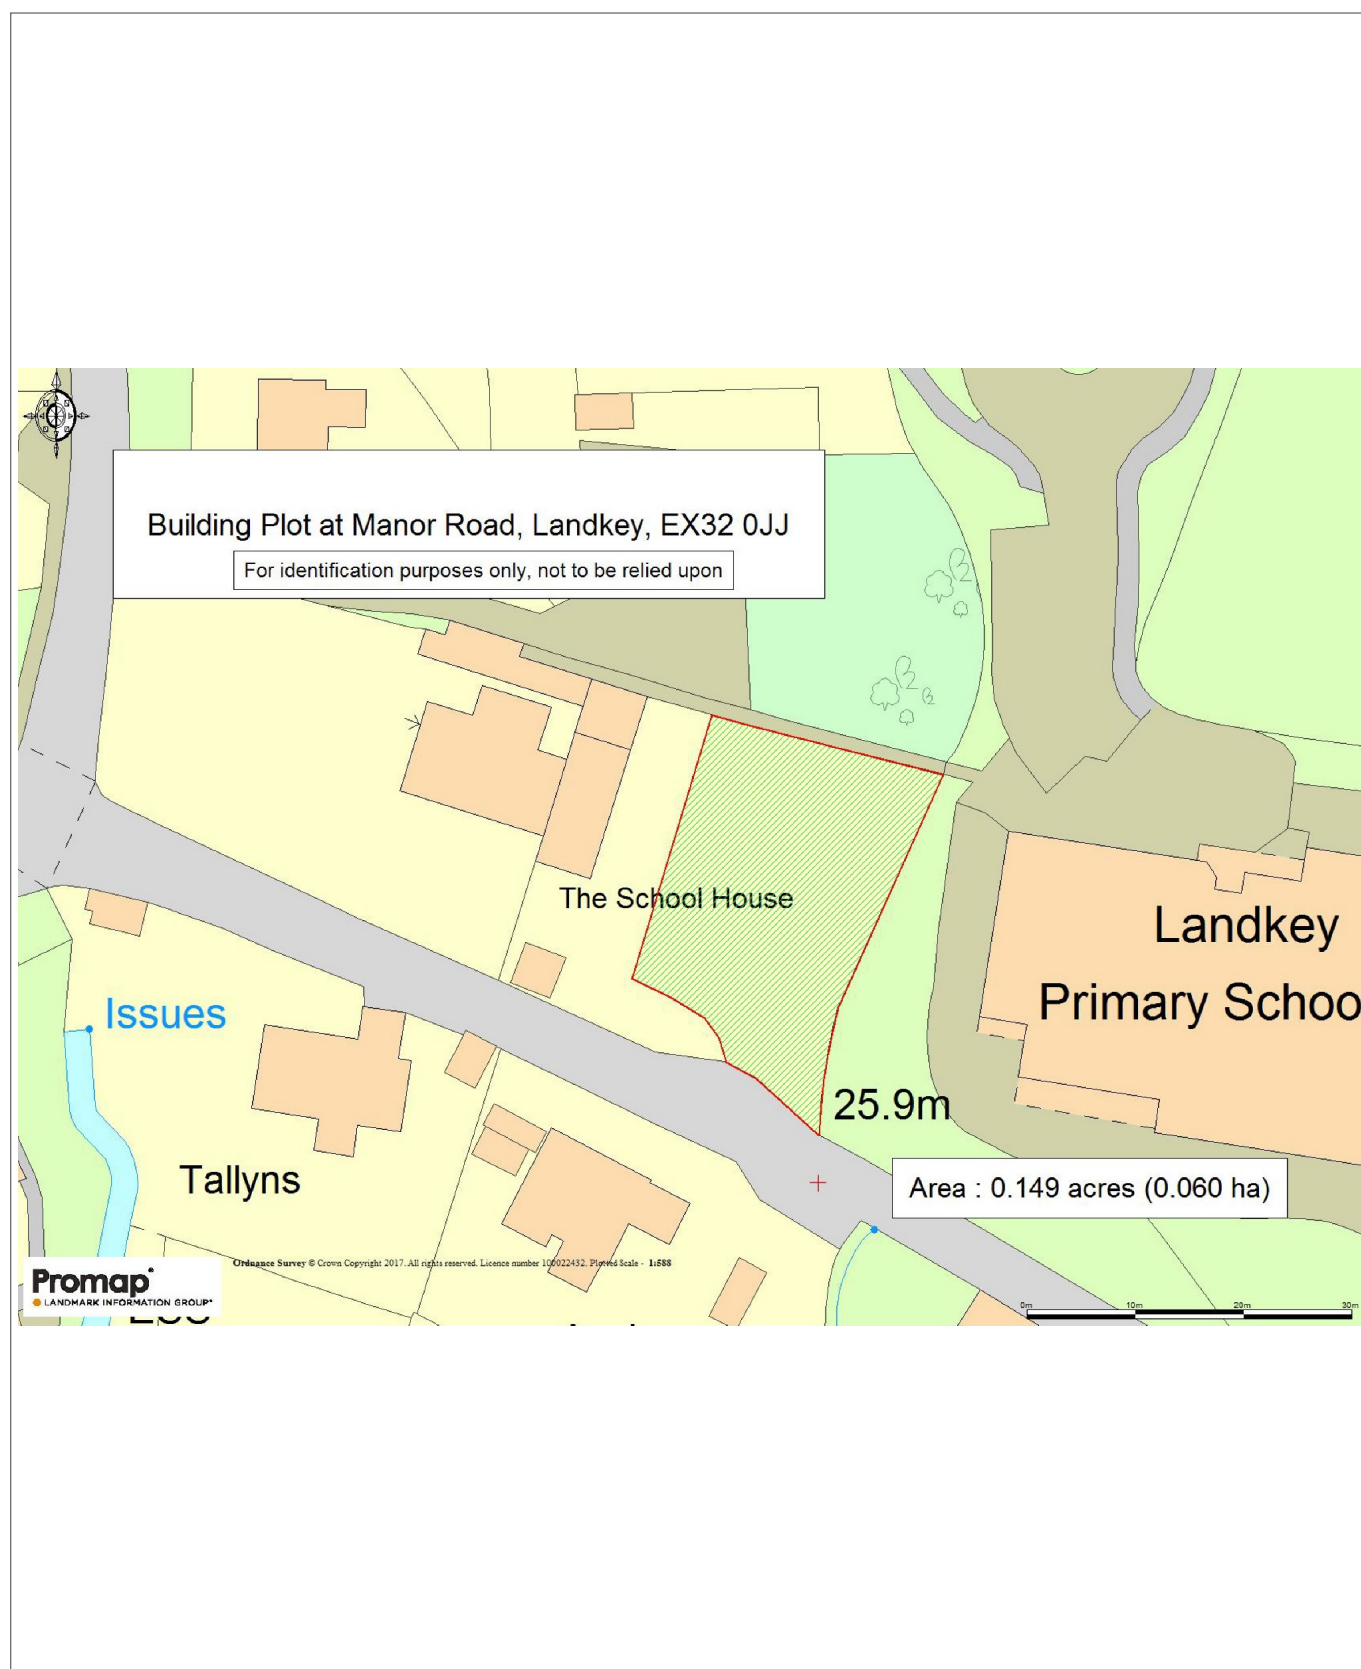 Building Plot at Manor Road, Landkey, EX32 0JJ
For identification purposes only, not to be relied upon
The School House
Landkey
Primary Schoo
Issues
25.9m
Tallyns
Area : 0.149 acres (0.060 ha)
Ordnance Survey © Crown Copyright 2017. All rights reserved. Licence number 100022432. Plotted Scale - 1:588
Promap
LANDMARK INFORMATION GROUP
0m 10m 20m 30m